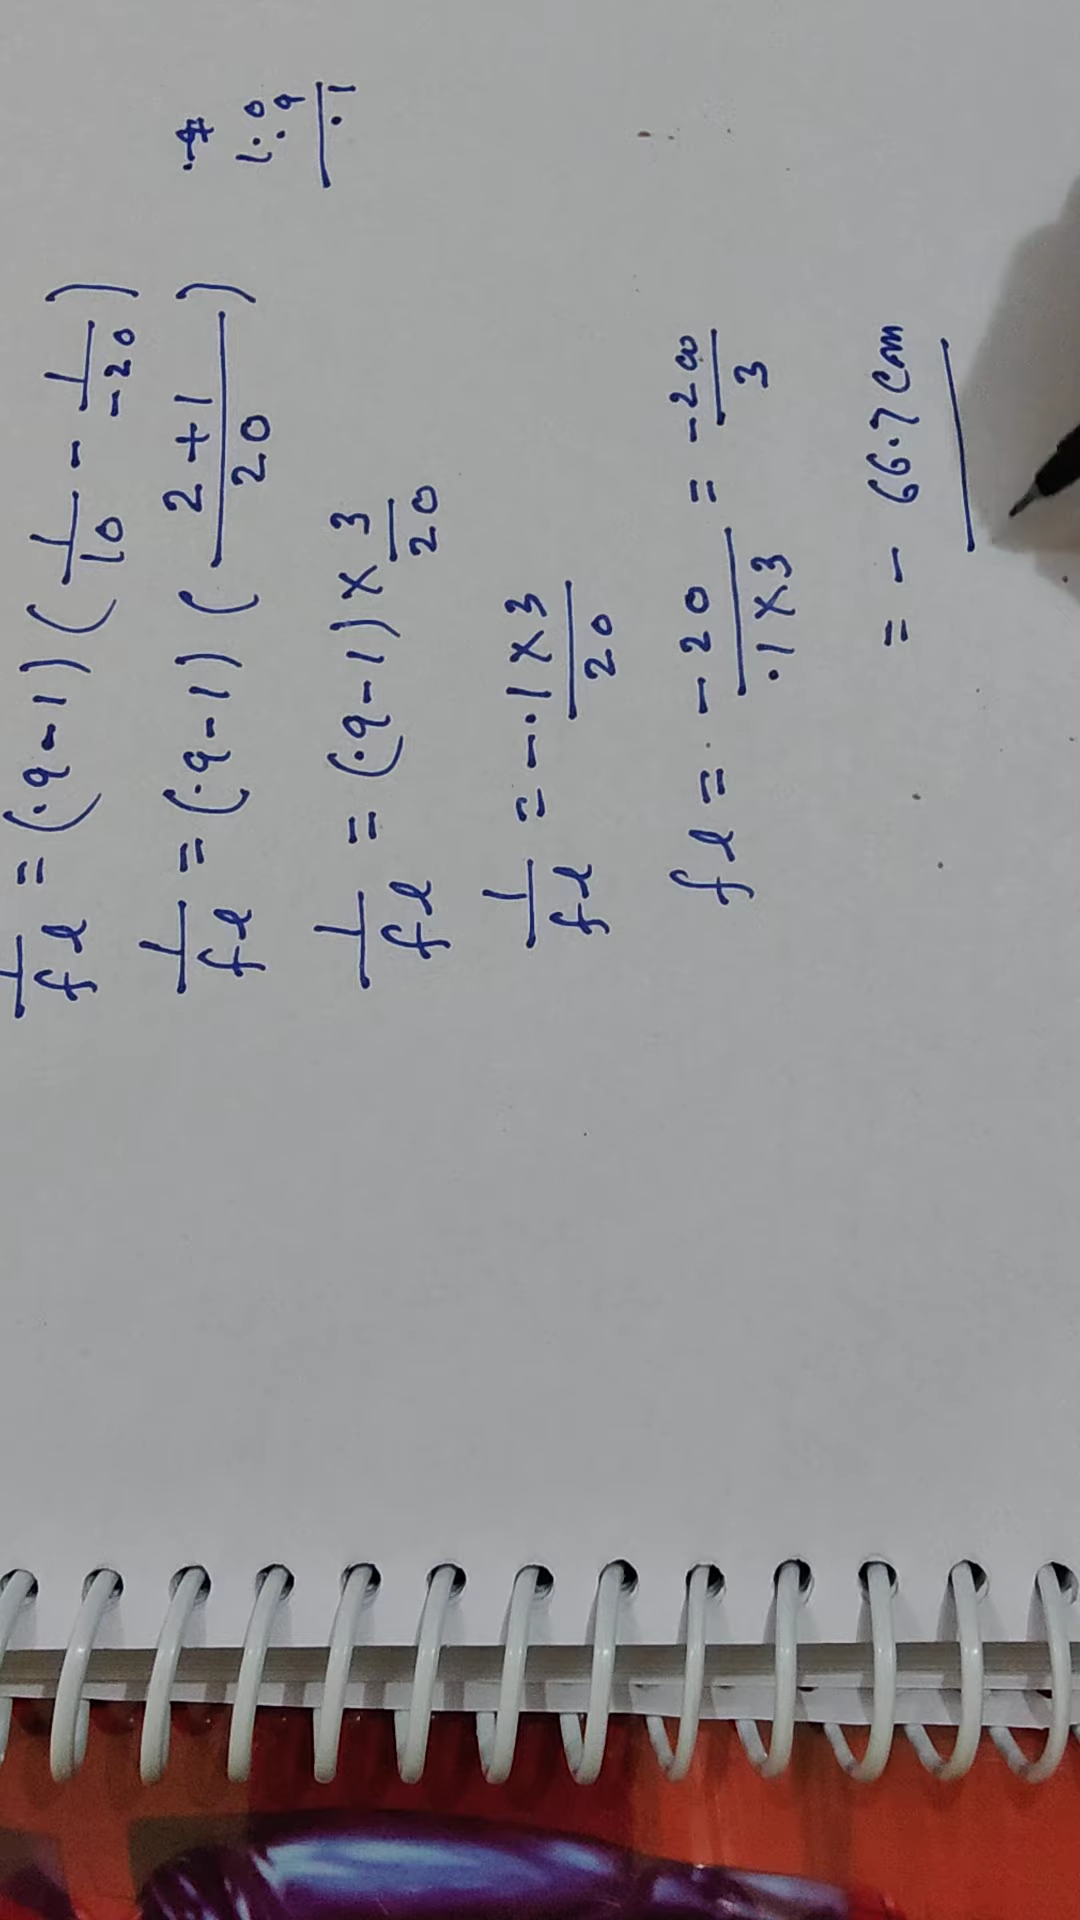 1/fl = (.9-1) (1/10 - 1/-20)
1/fl = (.9-1) (2+1/20)
1/fl = (.9-1) × 3/20
1/fl = -.1×3/20
fl = -20/.1×3 = -200/3
= - 66.7 cm
1.0
.9
.1